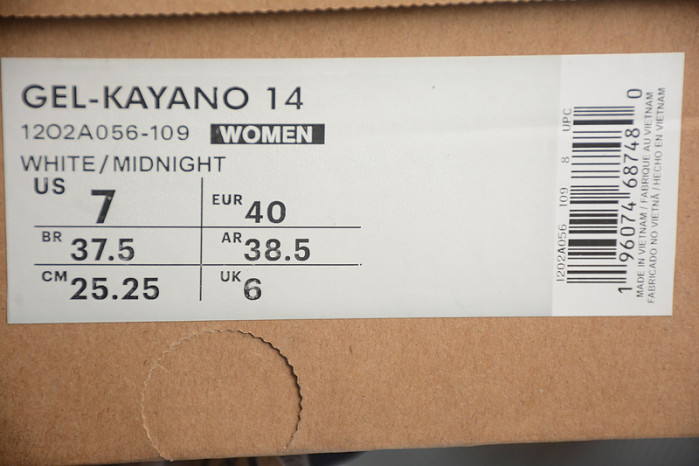 GEL-KAYANO 14
1202A056-109 WOMEN
WHITE/MIDNIGHT
US 7
EUR 40
BR 37.5
AR 38.5
CM 25.25
UK 6
1202A056 109 8 UPC
1 96074 68748 0
MADE IN VIETNAM / FABRIQUE AU VIETNAM
FABRICADO NO VIETNÃ / HECHO EN VIETNAM